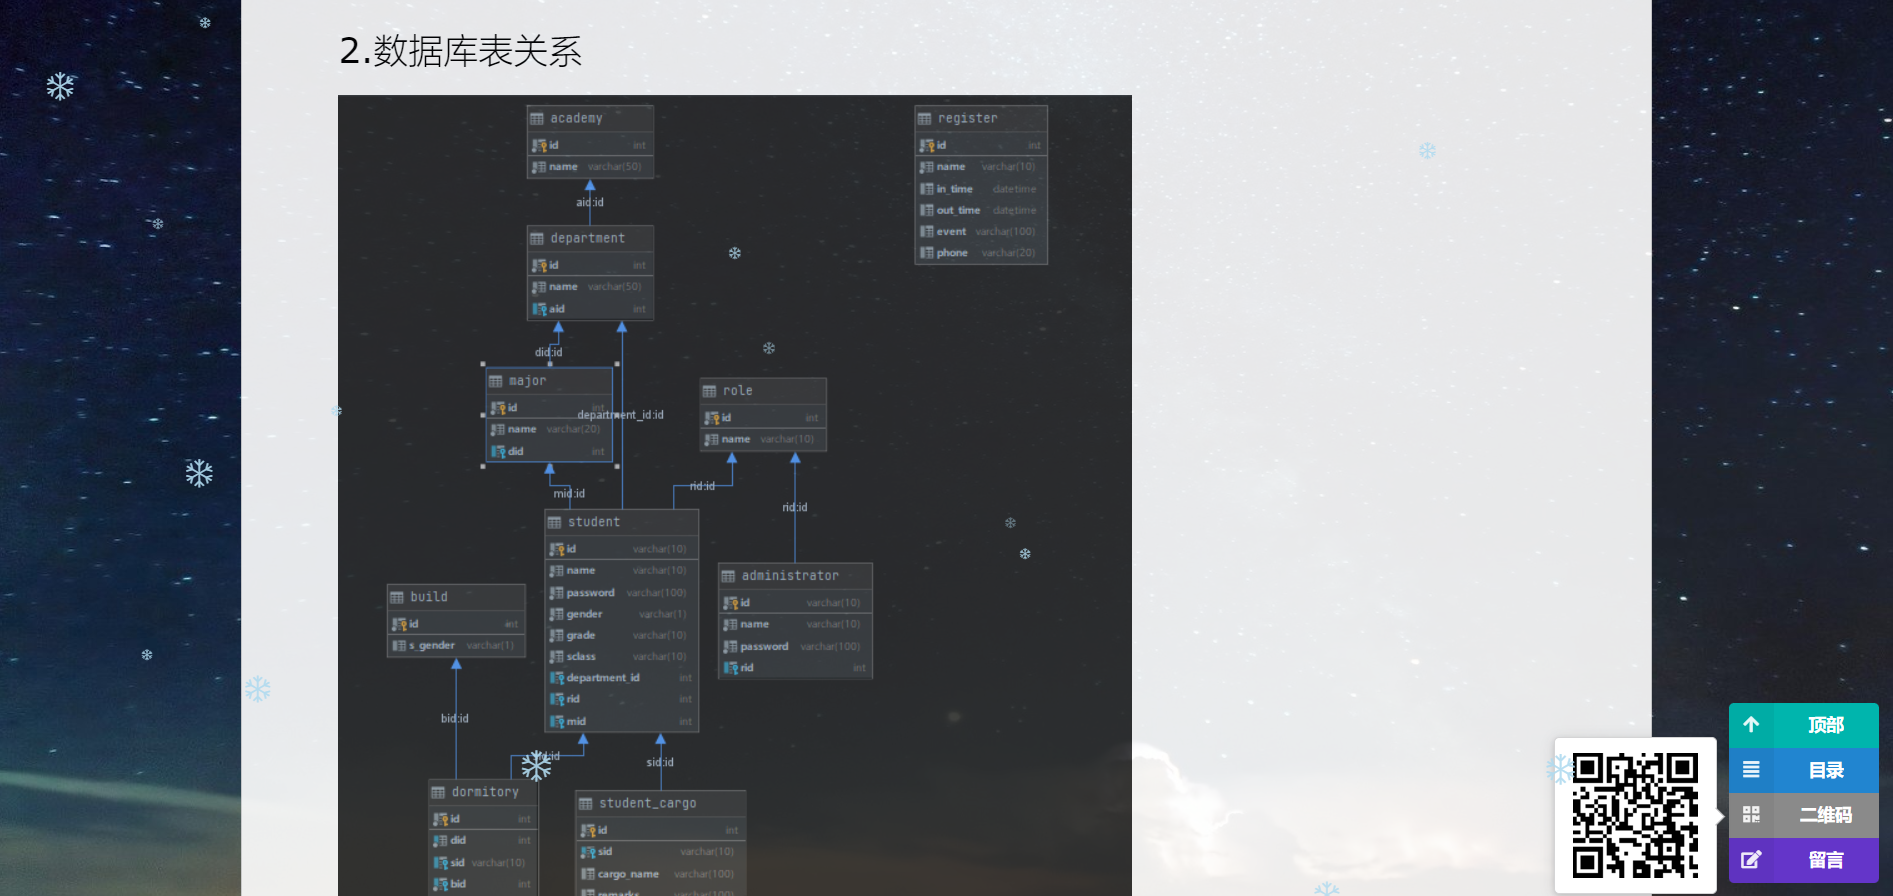 2.数据库表关系
academy
id int
name varchar(50)
aid:id
department
id int
name varchar(50)
aid int
did:id
major
id int
name varchar(20)
did int
department_id:id
mid:id
register
id int
name varchar(10)
in_time datetime
out_time datetime
event varchar(100)
phone varchar(20)
role
id int
name varchar(10)
rid:id
rid:id
student
id varchar(10)
name varchar(10)
password varchar(100)
gender varchar(1)
grade varchar(10)
sclass varchar(10)
department_id int
rid int
mid int
administrator
id varchar(10)
name varchar(10)
password varchar(100)
rid int
build
id int
s_gender varchar(1)
bid:id
sid:id
dormitory
id int
did int
sid varchar(10)
bid int
student_cargo
id int
sid varchar(10)
cargo_name varchar(100)
remarks varchar(100)
顶部
目录
二维码
留言